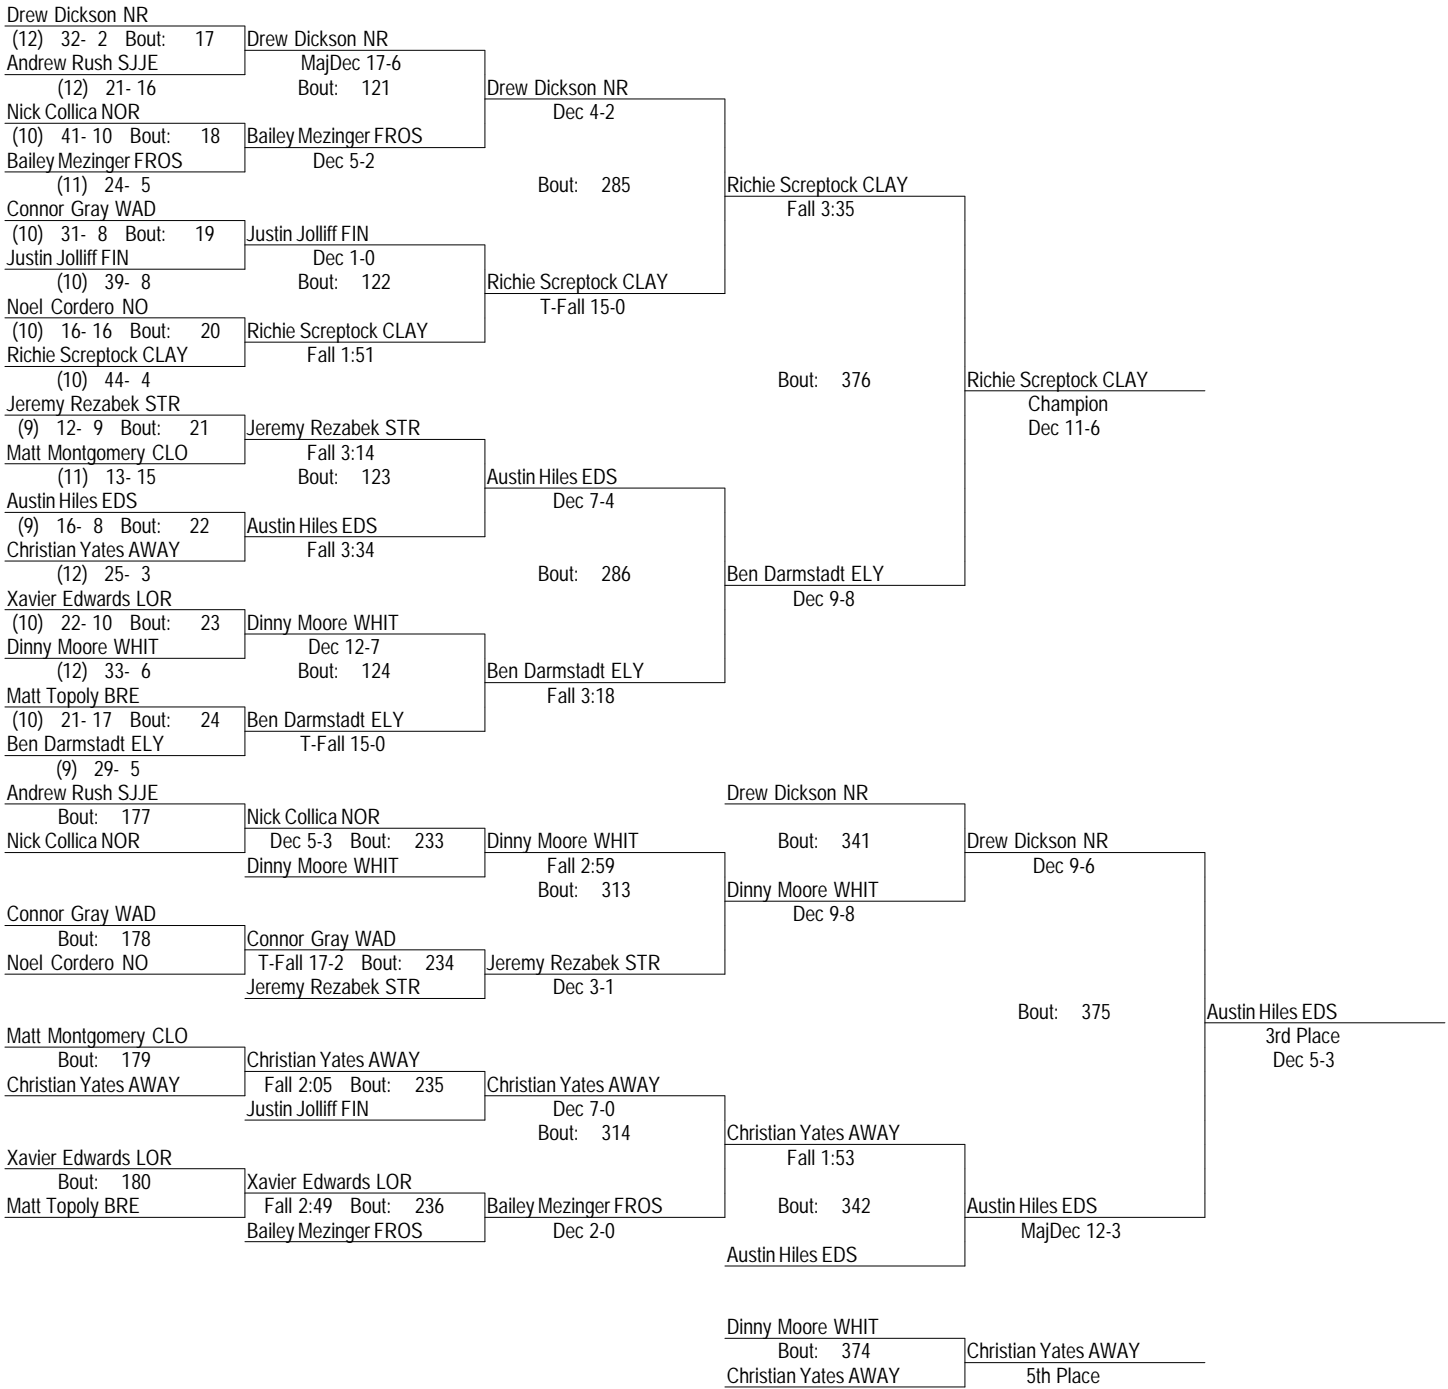 Drew Dickson NR
(12) 32- 2 Bout: 17 Drew Dickson NR
Andrew Rush SJJE MajDec 17-6
(12) 21- 16 Bout: 121 Drew Dickson NR
Nick Collica NOR Dec 4-2
(10) 41- 10 Bout: 18 Bailey Mezinger FROS
Bailey Mezinger FROS Dec 5-2
(11) 24- 5 Bout: 285 Richie Screptock CLAY
Connor Gray WAD Fall 3:35
(10) 31- 8 Bout: 19 Justin Jolliff FIN
Justin Jolliff FIN Dec 1-0
(10) 39- 8 Bout: 122 Richie Screptock CLAY
Noel Cordero NO T-Fall 15-0
(10) 16- 16 Bout: 20 Richie Screptock CLAY
Richie Screptock CLAY Fall 1:51
(10) 44- 4 Bout: 376 Richie Screptock CLAY
Jeremy Rezabek STR Champion
(9) 12- 9 Bout: 21 Jeremy Rezabek STR Dec 11-6
Matt Montgomery CLO Fall 3:14
(11) 13- 15 Bout: 123 Austin Hiles EDS
Austin Hiles EDS Dec 7-4
(9) 16- 8 Bout: 22 Austin Hiles EDS
Christian Yates AWAY Fall 3:34
(12) 25- 3 Bout: 286 Ben Darmstadt ELY
Xavier Edwards LOR Dec 9-8
(10) 22- 10 Bout: 23 Dinny Moore WHIT
Dinny Moore WHIT Dec 12-7
(12) 33- 6 Bout: 124 Ben Darmstadt ELY
Matt Topoly BRE Fall 3:18
(10) 21- 17 Bout: 24 Ben Darmstadt ELY
Ben Darmstadt ELY T-Fall 15-0
(9) 29- 5
Andrew Rush SJJE Drew Dickson NR
Bout: 177 Nick Collica NOR
Nick Collica NOR Dec 5-3 Bout: 233 Dinny Moore WHIT Bout: 341 Drew Dickson NR
Dinny Moore WHIT Fall 2:59 Dec 9-6
Bout: 313 Dinny Moore WHIT
Connor Gray WAD Dec 9-8
Bout: 178 Connor Gray WAD
Noel Cordero NO T-Fall 17-2 Bout: 234 Jeremy Rezabek STR
Jeremy Rezabek STR Dec 3-1
Bout: 375 Austin Hiles EDS
Matt Montgomery CLO 3rd Place
Bout: 179 Christian Yates AWAY Dec 5-3
Christian Yates AWAY Fall 2:05 Bout: 235 Christian Yates AWAY
Justin Jolliff FIN Dec 7-0
Bout: 314 Christian Yates AWAY
Xavier Edwards LOR Fall 1:53
Bout: 180 Xavier Edwards LOR
Matt Topoly BRE Fall 2:49 Bout: 236 Bailey Mezinger FROS Bout: 342 Austin Hiles EDS
Bailey Mezinger FROS Dec 2-0 MajDec 12-3
Austin Hiles EDS
Dinny Moore WHIT
Bout: 374 Christian Yates AWAY
Christian Yates AWAY 5th Place